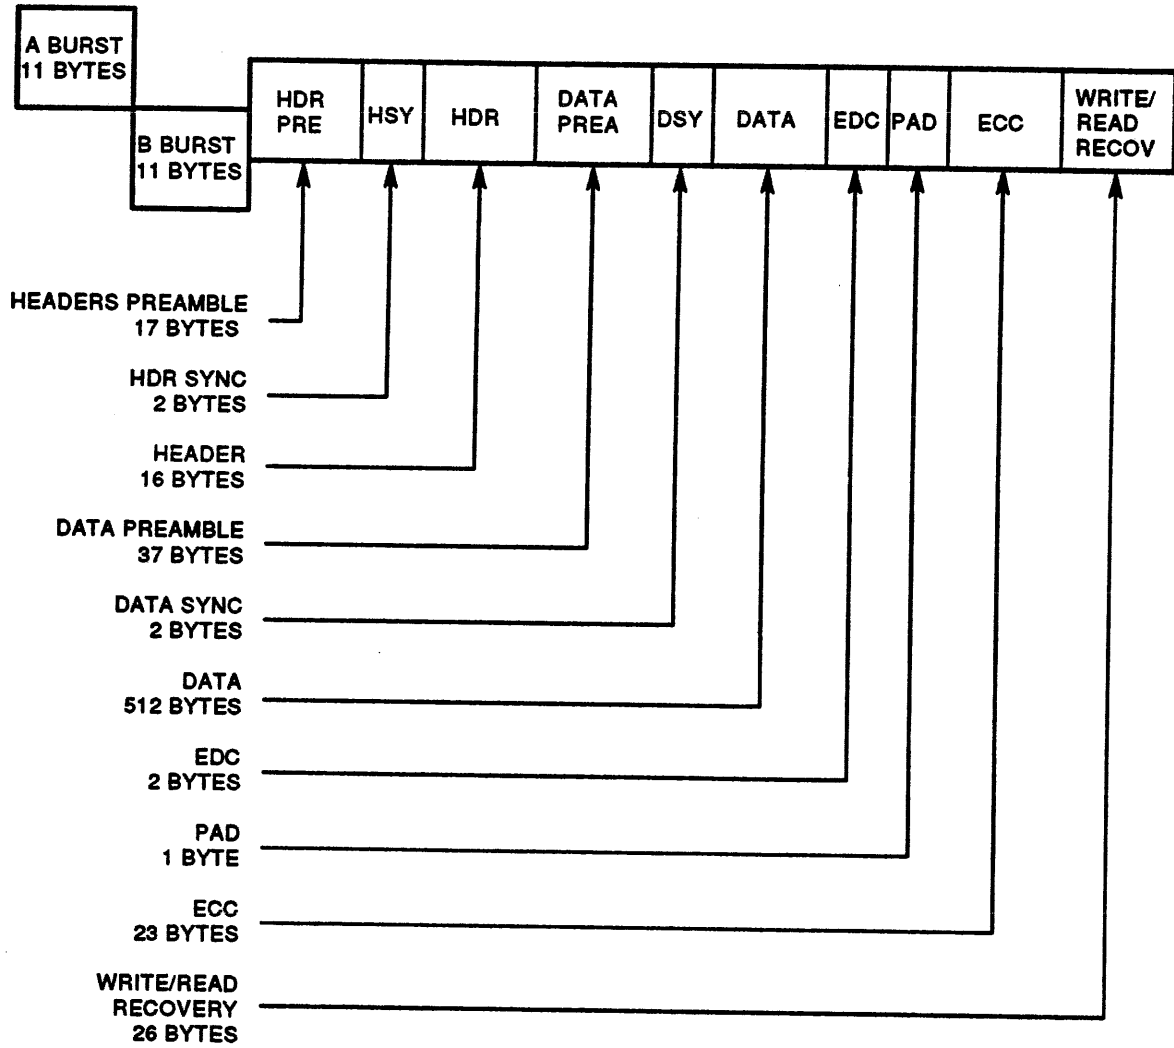 A BURST
11 BYTES
B BURST
11 BYTES
HDR
PRE
HSY
HDR
DATA
PREA
DSY
DATA
EDC
PAD
ECC
WRITE/
READ
RECOV
HEADERS PREAMBLE
17 BYTES
HDR SYNC
2 BYTES
HEADER
16 BYTES
DATA PREAMBLE
37 BYTES
DATA SYNC
2 BYTES
DATA
512 BYTES
EDC
2 BYTES
PAD
1 BYTE
ECC
23 BYTES
WRITE/READ
RECOVERY
26 BYTES